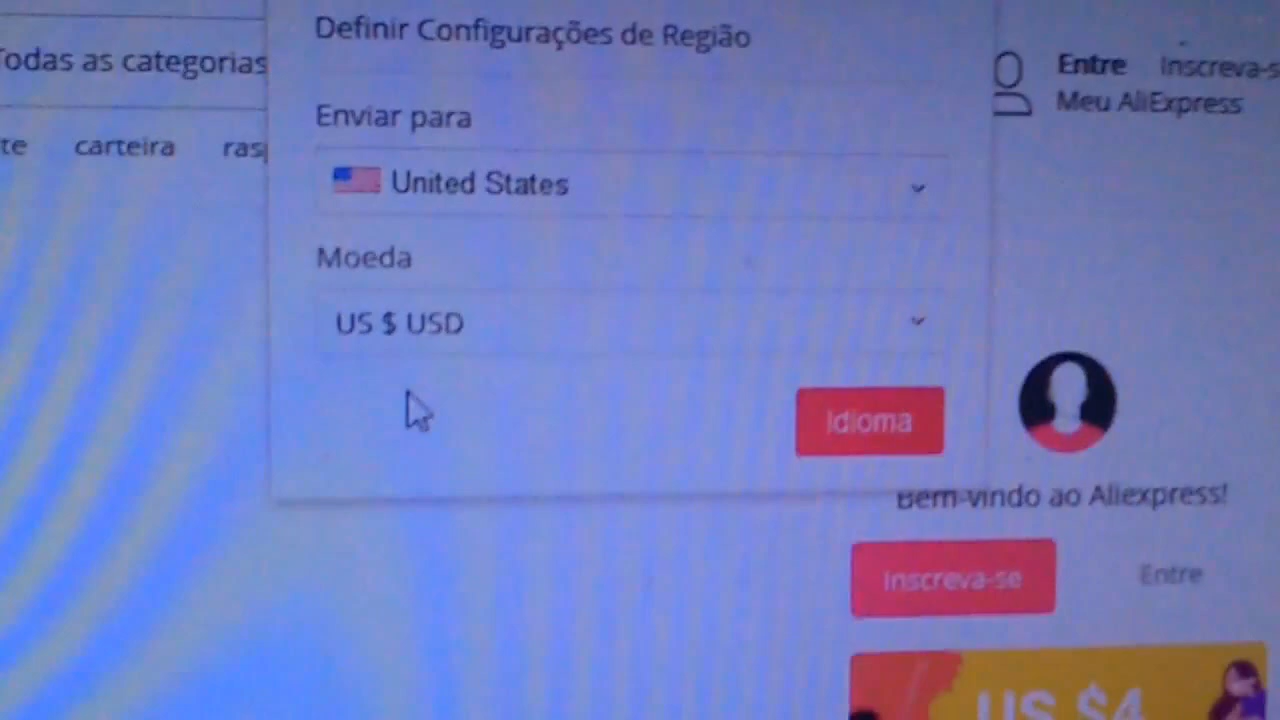 Definir Configurações de Região
Todas as categorias
Entre Inscreva-s
Meu AliExpress
Enviar para
te carteira ras
United States
Moeda
US $ USD
Idioma
Bem-vindo ao Aliexpress!
Inscreva-se Entre
US $4